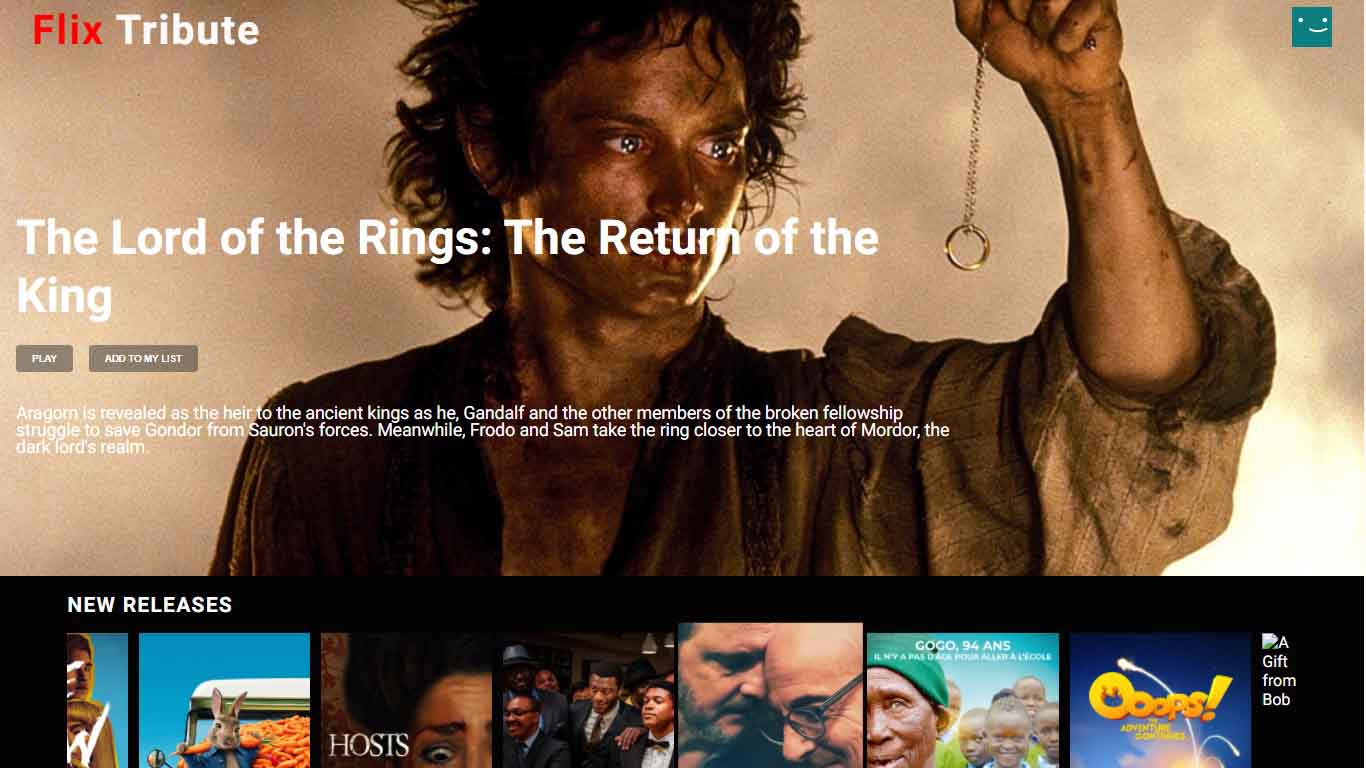 Flix Tribute
The Lord of the Rings: The Return of the
King
PLAY
ADD TO MY LIST
Aragorn is revealed as the heir to the ancient kings as he, Gandalf and the other members of the broken fellowship
struggle to save Gondor from Sauron's forces. Meanwhile, Frodo and Sam take the ring closer to the heart of Mordor, the
dark lord's realm.
NEW RELEASES
HOSTS
GOGO, 94 ANS
IL N'Y A PAS D'ÂGE POUR ALLER À L'ÉCOLE
Ooops!
THE
ADVENTURE
CONTINUES
A
Gift
from
Bob